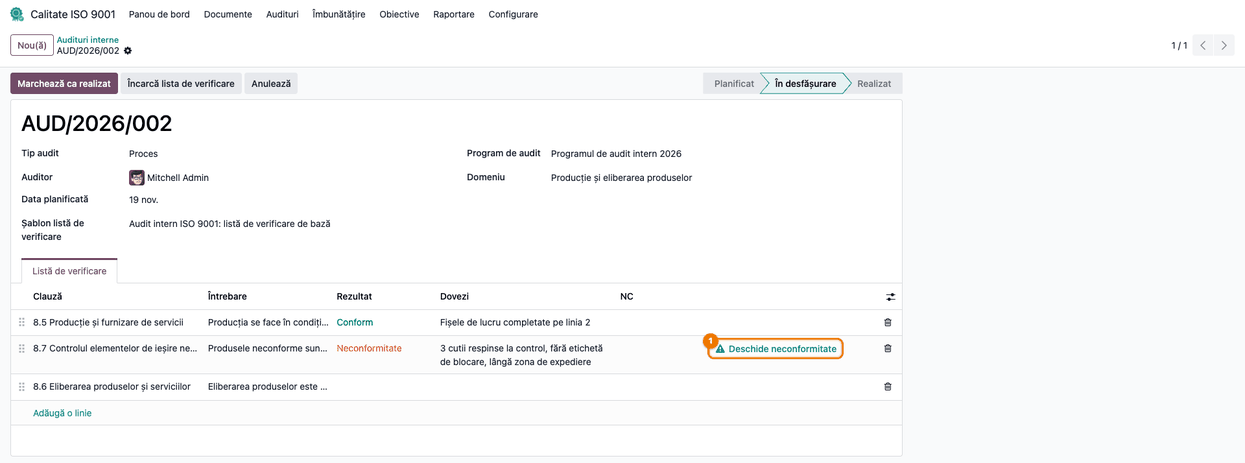 Calitate ISO 9001 Panou de bord Documente Audituri Îmbunătățire Obiective Raportare Configurare
Nou(ă) Audituri interne
AUD/2026/002
1 / 1
Marchează ca realizat Încarcă lista de verificare Anulează Planificat În desfășurare Realizat
AUD/2026/002
Tip audit Proces Program de audit Programul de audit intern 2026
Auditor Mitchell Admin Domeniu Producție și eliberarea produselor
Data planificată 19 nov.
Șablon listă de verificare Audit intern ISO 9001: listă de verificare de bază
Listă de verificare
Clauză Întrebare Rezultat Dovezi NC
8.5 Producție și furnizare de servicii Producția se face în condiți... Conform Fișele de lucru completate pe linia 2
8.7 Controlul elementelor de ieșire ne... Produsele neconforme sun... Neconformitate 3 cutii respinse la control, fără etichetă 1 Deschide neconformitate
de blocare, lângă zona de expediere
8.6 Eliberarea produselor și serviciilor Eliberarea produselor este ...
Adăugă o linie